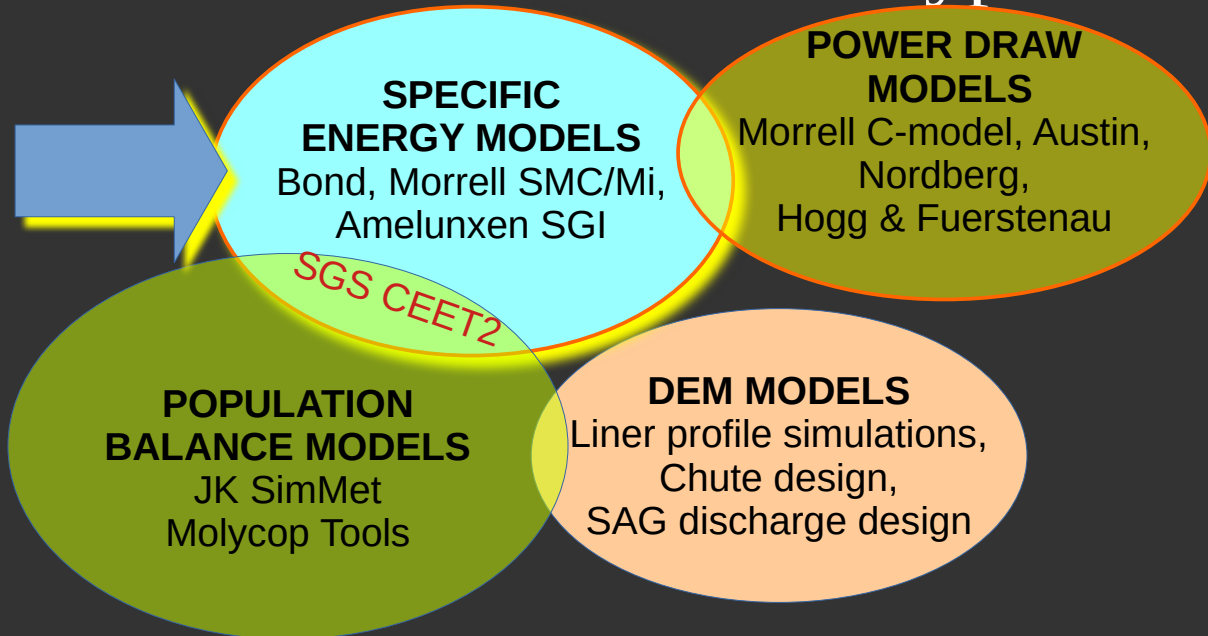 SPECIFIC
ENERGY MODELS
Bond, Morrell SMC/Mi,
Amelunxen SGI
POWER DRAW
MODELS
Morrell C-model, Austin,
Nordberg,
Hogg & Fuerstenau
SGS CEET2
POPULATION
BALANCE MODELS
JK SimMet
Molycop Tools
DEM MODELS
Liner profile simulations,
Chute design,
SAG discharge design